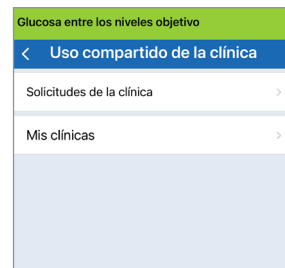 Glucosa entre los niveles objetivo
Uso compartido de la clínica
Solicitudes de la clínica
Mis clínicas